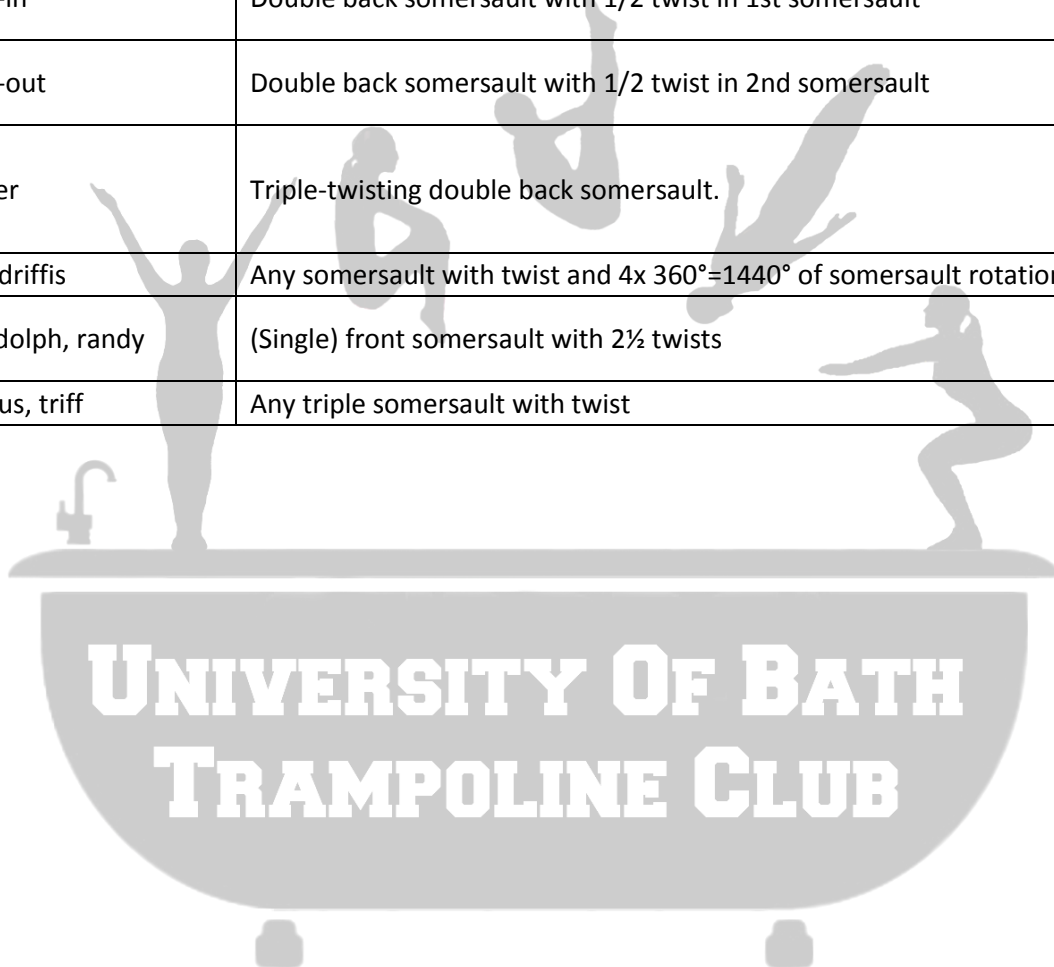 -in Double back somersault with 1/2 twist in 1st somersault
-out Double back somersault with 1/2 twist in 2nd somersault
er Triple-twisting double back somersault.
driffis Any somersault with twist and 4x 360°=1440° of somersault rotation
dolph, randy (Single) front somersault with 2½ twists
us, triff Any triple somersault with twist
UNIVERSITY OF BATH
TRAMPOLINE CLUB